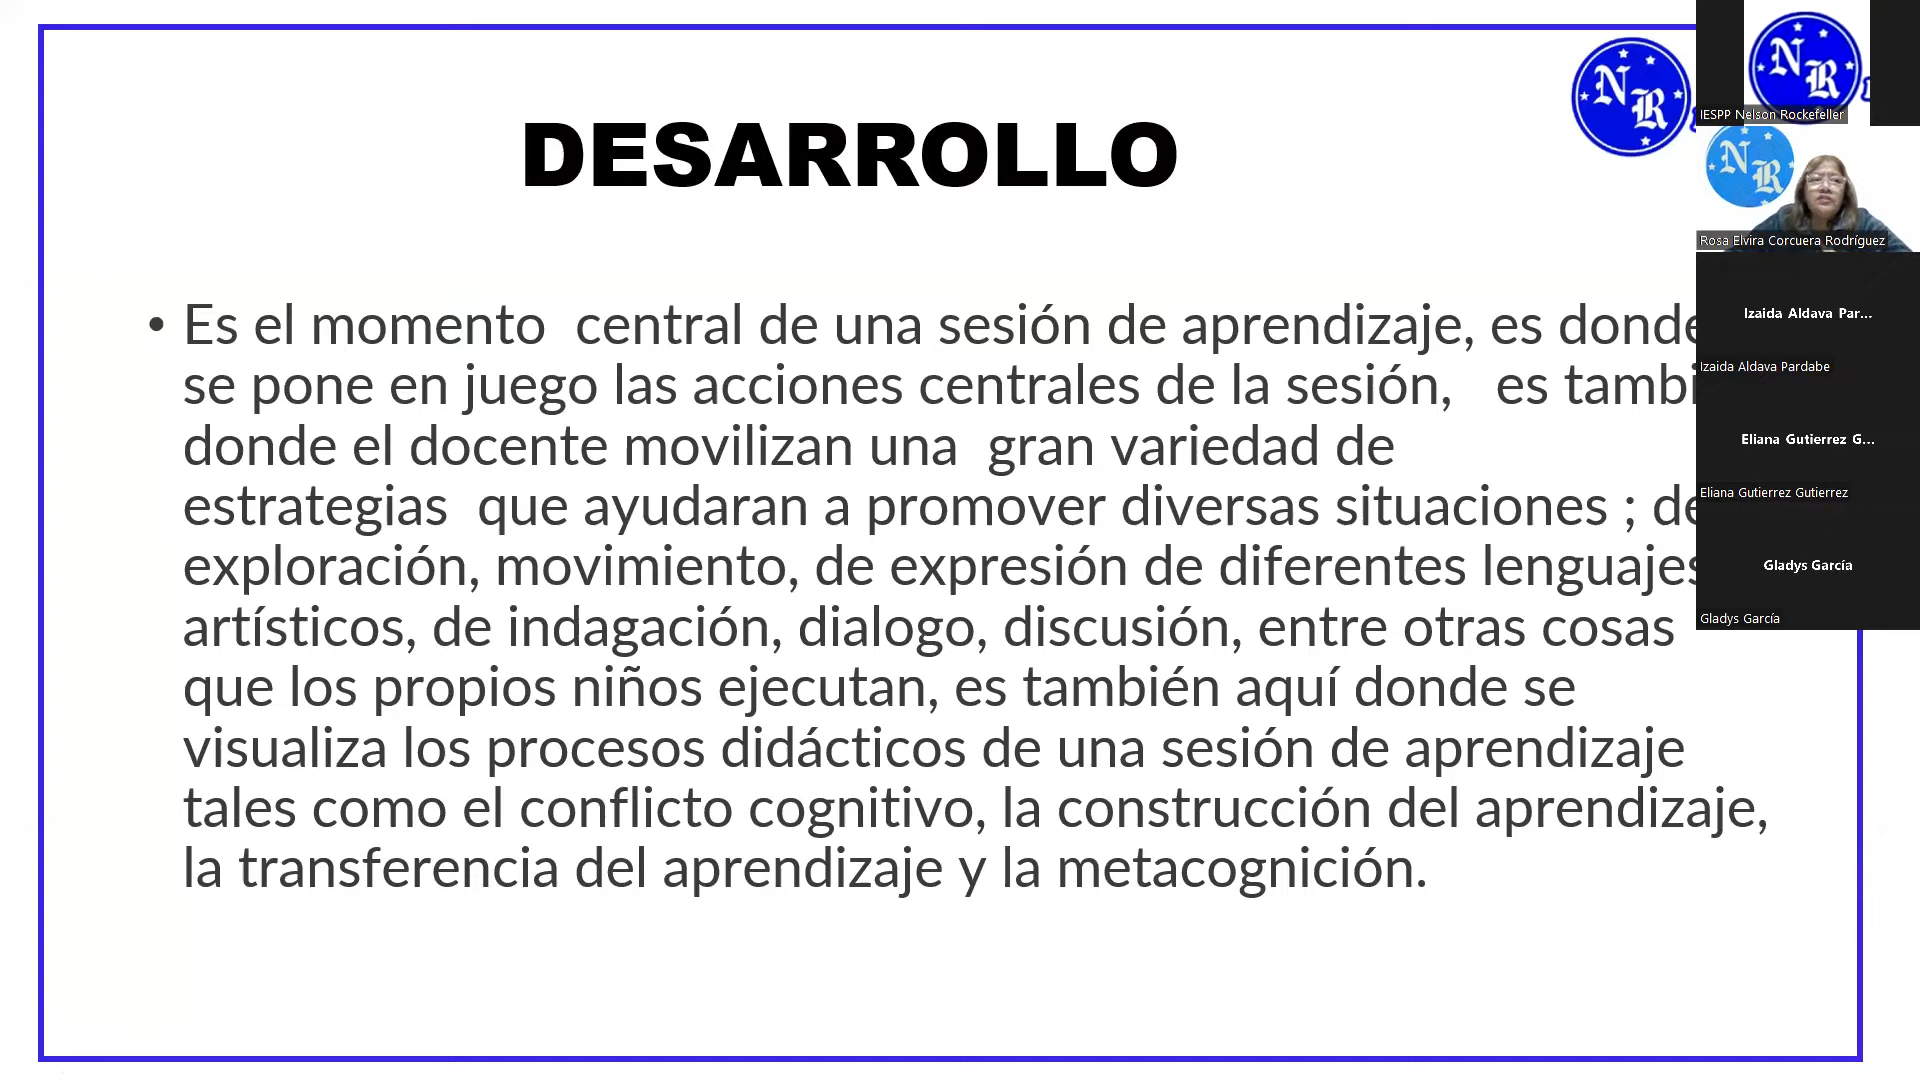 DESARROLLO
• Es el momento central de una sesión de aprendizaje, es donde
se pone en juego las acciones centrales de la sesión, es
donde el docente movilizan una gran variedad de
estrategias que ayudaran a promover diversas situaciones ; de
exploración, movimiento, de expresión de diferentes lenguajes
artísticos, de indagación, dialogo, discusión, entre otras cosas
que los propios niños ejecutan, es también aquí donde se
visualiza los procesos didácticos de una sesión de aprendizaje
tales como el conflicto cognitivo, la construcción del aprendizaje,
la transferencia del aprendizaje y la metacognición.
NR
NR
IESPP Nelson Rockefeller
NR
Rosa Elvira Corcuera Rodríguez
Izaida Aldava Par...
Izaida Aldava Pardabe
Eliana Gutierrez G...
Eliana Gutierrez Gutierrez
Gladys García
Gladys García